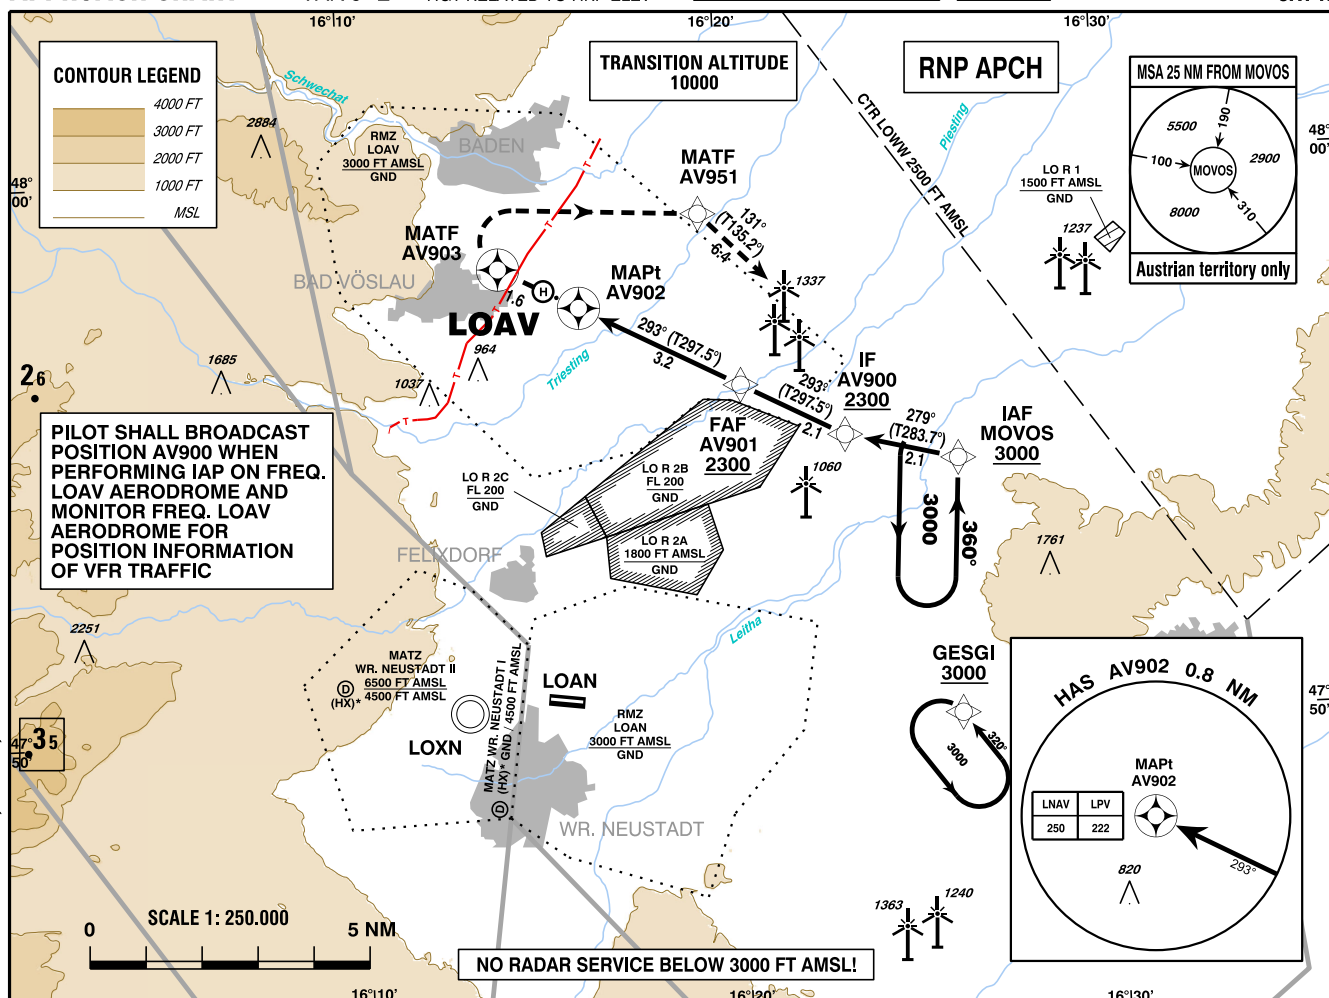 16°10'
16°20'
16°30'
CONTOUR LEGEND
4000 FT
3000 FT
2000 FT
1000 FT
MSL
TRANSITION ALTITUDE
10000
RNP APCH
MSA 25 NM FROM MOVOS
5500
190
2900
100
MOVOS
8000
310
Austrian territory only
48°
00'
48°
00'
Schwechat
2884
RMZ
LOAV
3000 FT AMSL
GND
BADEN
MATF
AV951
CTR LOWW 2500 FT AMSL
Piesting
LO R 1
1500 FT AMSL
GND
1237
131°
(T135.2°)
6.4
MATF
AV903
BAD VÖSLAU
MAPt
AV902
H
1.6
LOAV
1337
293° (T297.5°)
3.2
964
1037
1685
Triesting
26
IF
AV900
2300
293°
(T297.5°)
2.1
279°
(T283.7°)
2.1
IAF
MOVOS
3000
FAF
AV901
2300
PILOT SHALL BROADCAST
POSITION AV900 WHEN
PERFORMING IAP ON FREQ.
LOAV AERODROME AND
MONITOR FREQ. LOAV
AERODROME FOR
POSITION INFORMATION
OF VFR TRAFFIC
LO R 2C
FL 200
GND
LO R 2B
FL 200
GND
1060
3000
360°
LO R 2A
1800 FT AMSL
GND
1761
FELIXDORF
2251
Leitha
MATZ
WR. NEUSTADT II
6500 FT AMSL
4500 FT AMSL
D
(HX)*
MATZ WR. NEUSTADT I
(HX)* GND / 4500 FT AMSL
D
LOAN
LOXN
RMZ
LOAN
3000 FT AMSL
GND
WR. NEUSTADT
GESGI
3000
3000
320°
35
47°
50'
47°
50'
HAS AV902 0.8 NM
MAPt
AV902
LNAV LPV
250 222
293°
820
1363
1240
SCALE 1: 250.000
0
5 NM
NO RADAR SERVICE BELOW 3000 FT AMSL!
16°10'
16°20'
16°30'